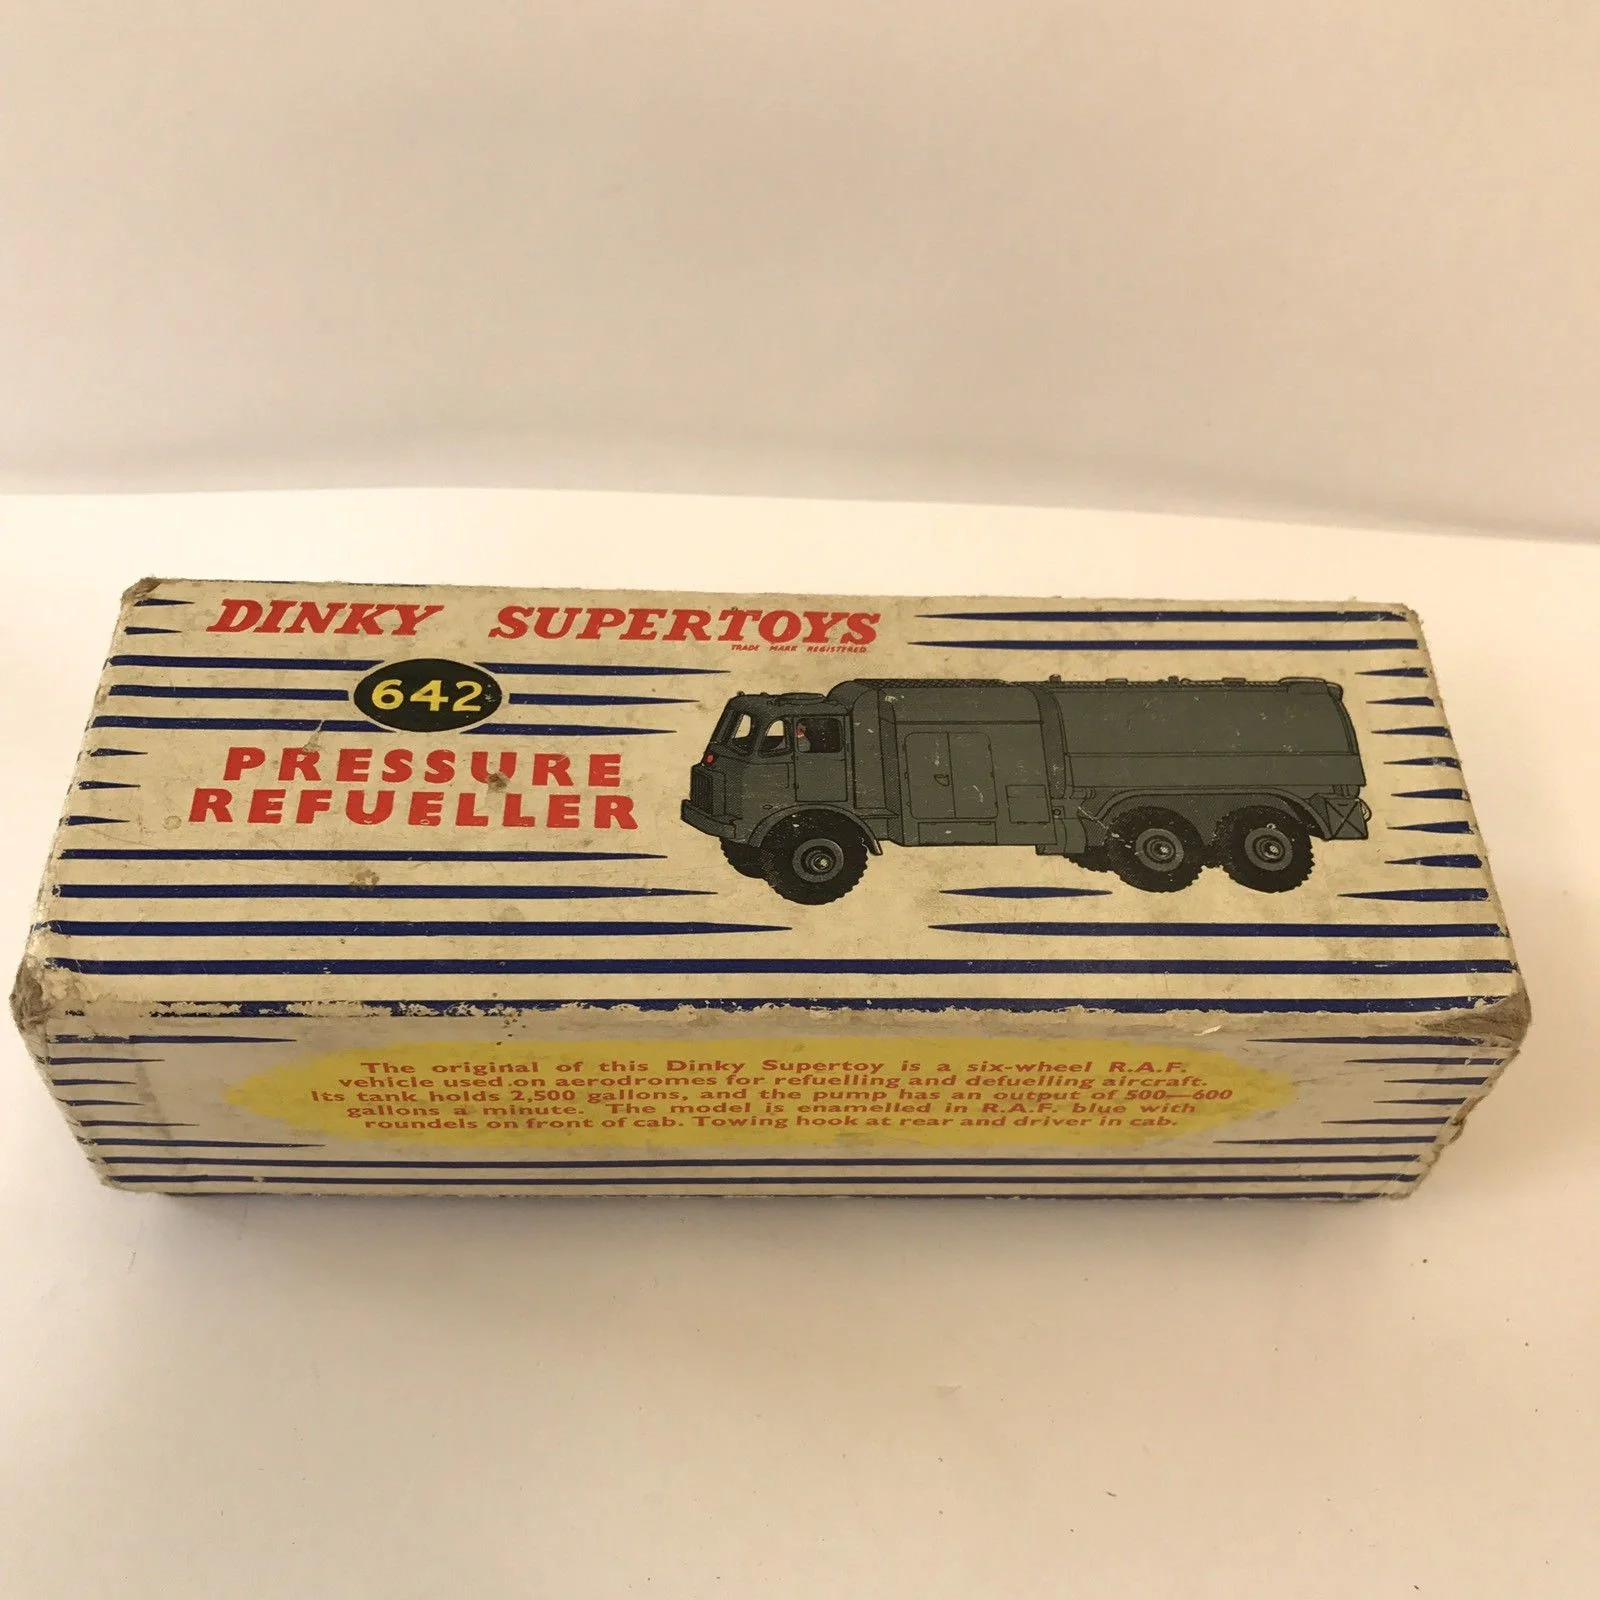 DINKY SUPERTOYS
TRADE MARK REGISTERED
642
PRESSURE
REFUELLER
The original of this Dinky Supertoy is a six-wheel R.A.F.
vehicle used on aerodromes for refuelling and defuelling aircraft.
Its tank holds 2,500 gallons, and the pump has an output of 500—600
gallons a minute. The model is enamelled in R.A.F. blue with
roundels on front of cab. Towing hook at rear and driver in cab.